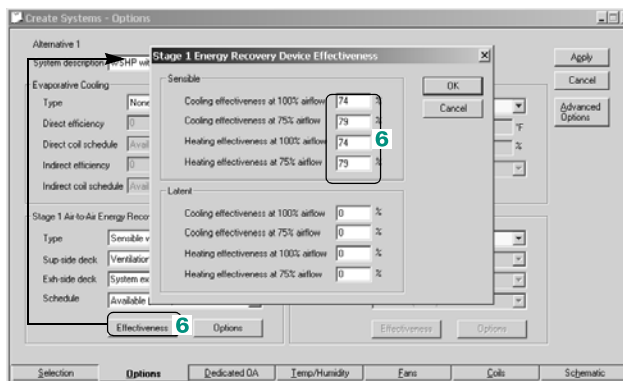 Create Systems - Options
Alternative 1
System description
WSHP wit
Apply
Cancel
Advanced Options
Evaporative Cooling
Type
None
Direct efficiency
0
°F
Direct coil schedule
Avail
%
Indirect efficiency
0
Indirect coil schedule
Avail
Stage 1 Air-to-Air Energy Recov
Type
Sensible w
Sup-side deck
Ventilation
Exh-side deck
System ex
Schedule
Available
Effectiveness
6
Options
Effectiveness
Options
Stage 1 Energy Recovery Device Effectiveness
Sensible
Cooling effectiveness at 100% airflow 74 %
Cooling effectiveness at 75% airflow 79
Heating effectiveness at 100% airflow 74
6
Heating effectiveness at 75% airflow 79 %
OK
Cancel
Latent
Cooling effectiveness at 100% airflow 0 %
Cooling effectiveness at 75% airflow 0 %
Heating effectiveness at 100% airflow 0 %
Heating effectiveness at 75% airflow 0 %
Selection Options Dedicated OA Temp/Humidity Fans Coils Schematic